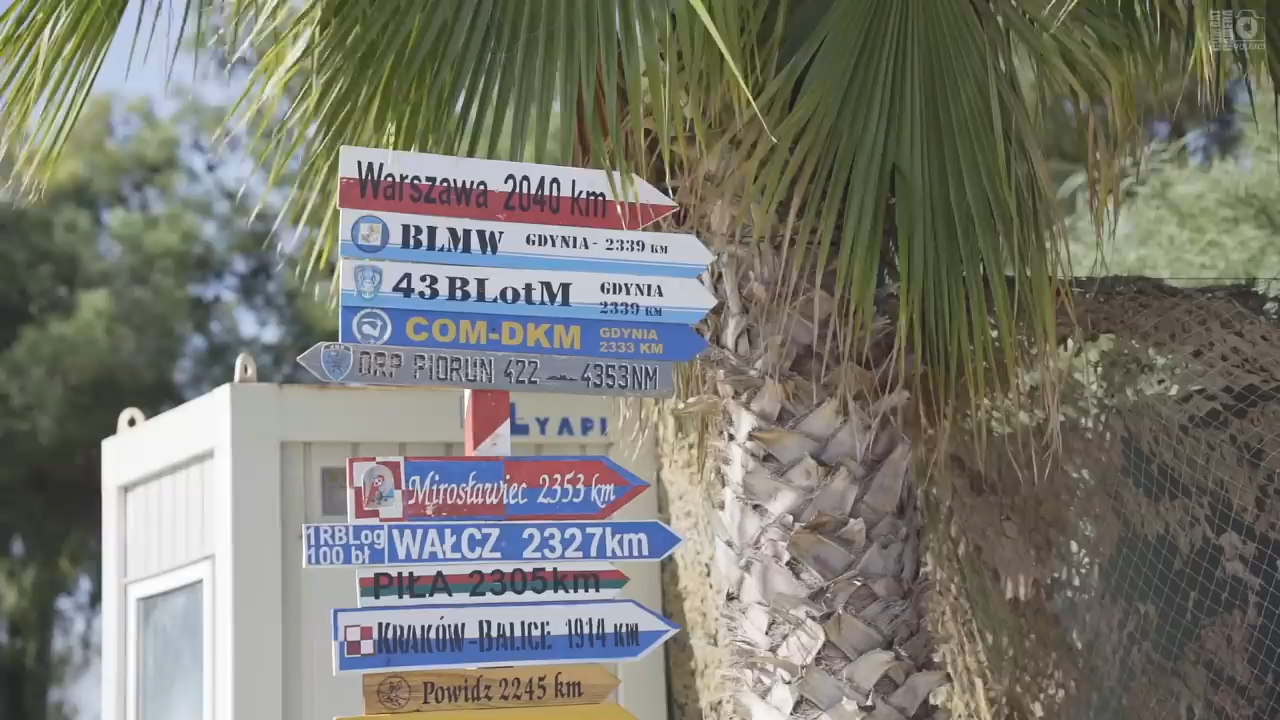 Warszawa 2040 km
BLMW GDYNIA - 2339 KM
43BLotM GDYNIA
2339 KM
COM-DKM GDYNIA
2333 KM
ORP PIORUN 422 4353NM
YAPI
Mirosławiec 2353 km
1RBLog
100 bł WAŁCZ 2327km
PIŁA 2305km
KRAKÓW-BALICE 1914 KM
Powidz 2245 km